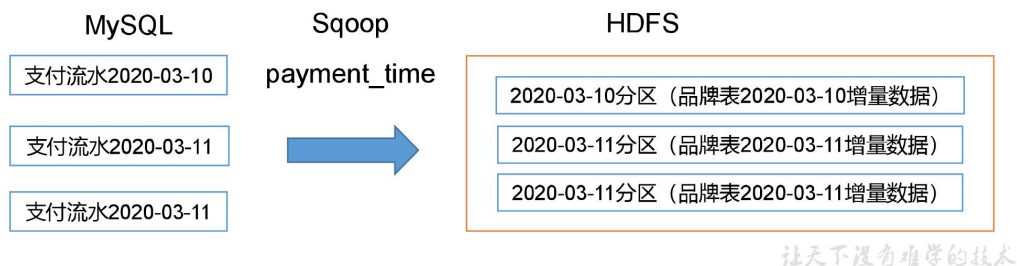 MySQL
Sqoop
HDFS
支付流水2020-03-10
payment_time
2020-03-10分区（品牌表2020-03-10增量数据）
支付流水2020-03-11
2020-03-11分区（品牌表2020-03-11增量数据）
支付流水2020-03-11
2020-03-11分区（品牌表2020-03-11增量数据）
让天下没有难学的技术